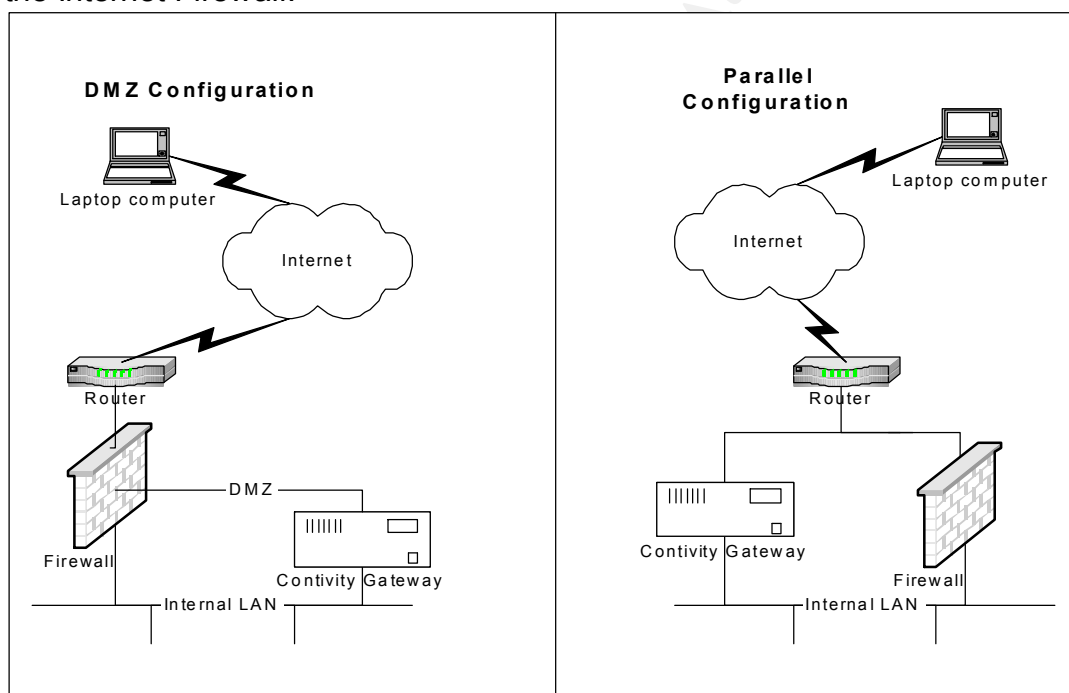 the Internet Firewall.
DMZ Configuration
Laptop computer
Internet
Router
DMZ
Firewall
Contivity Gateway
Internal LAN
Parallel
Configuration
Laptop computer
Internet
Router
Contivity Gateway
Firewall
Internal LAN